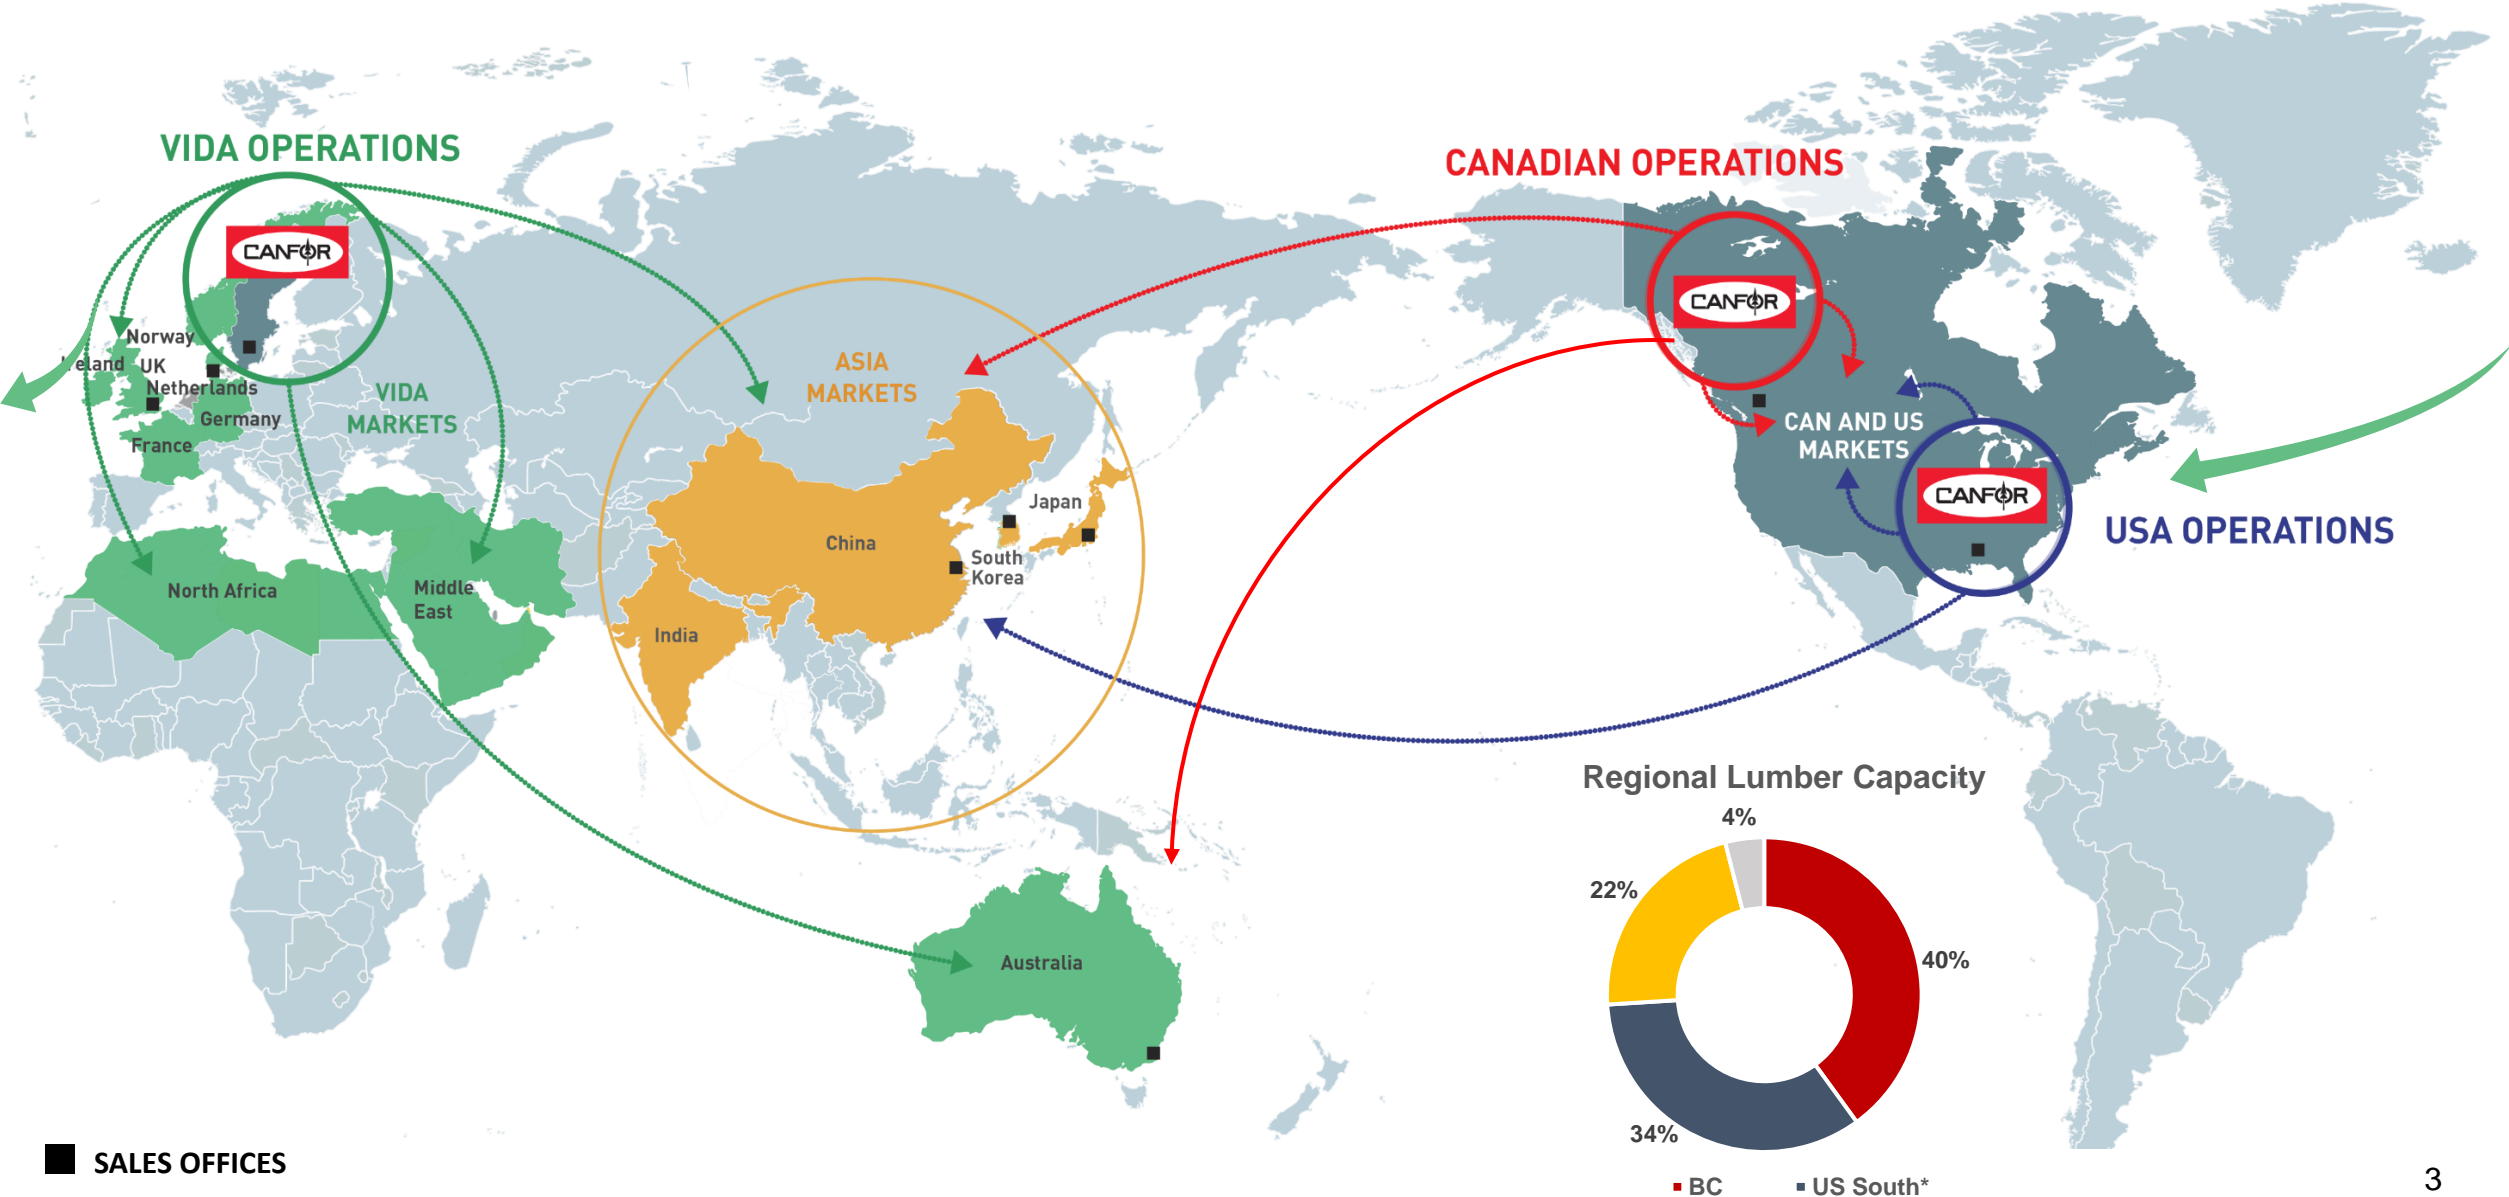 VIDA OPERATIONS
CANFOR
Norway
UK
Netherlands
Germany
France
VIDA
MARKETS
North Africa
Middle
East
ASIA
MARKETS
China
Japan
South
Korea
India
Australia
CANADIAN OPERATIONS
CANFOR
CAN AND US
MARKETS
CANFOR
USA OPERATIONS
Regional Lumber Capacity
4%
22%
40%
34%
BC
US South*
SALES OFFICES
3